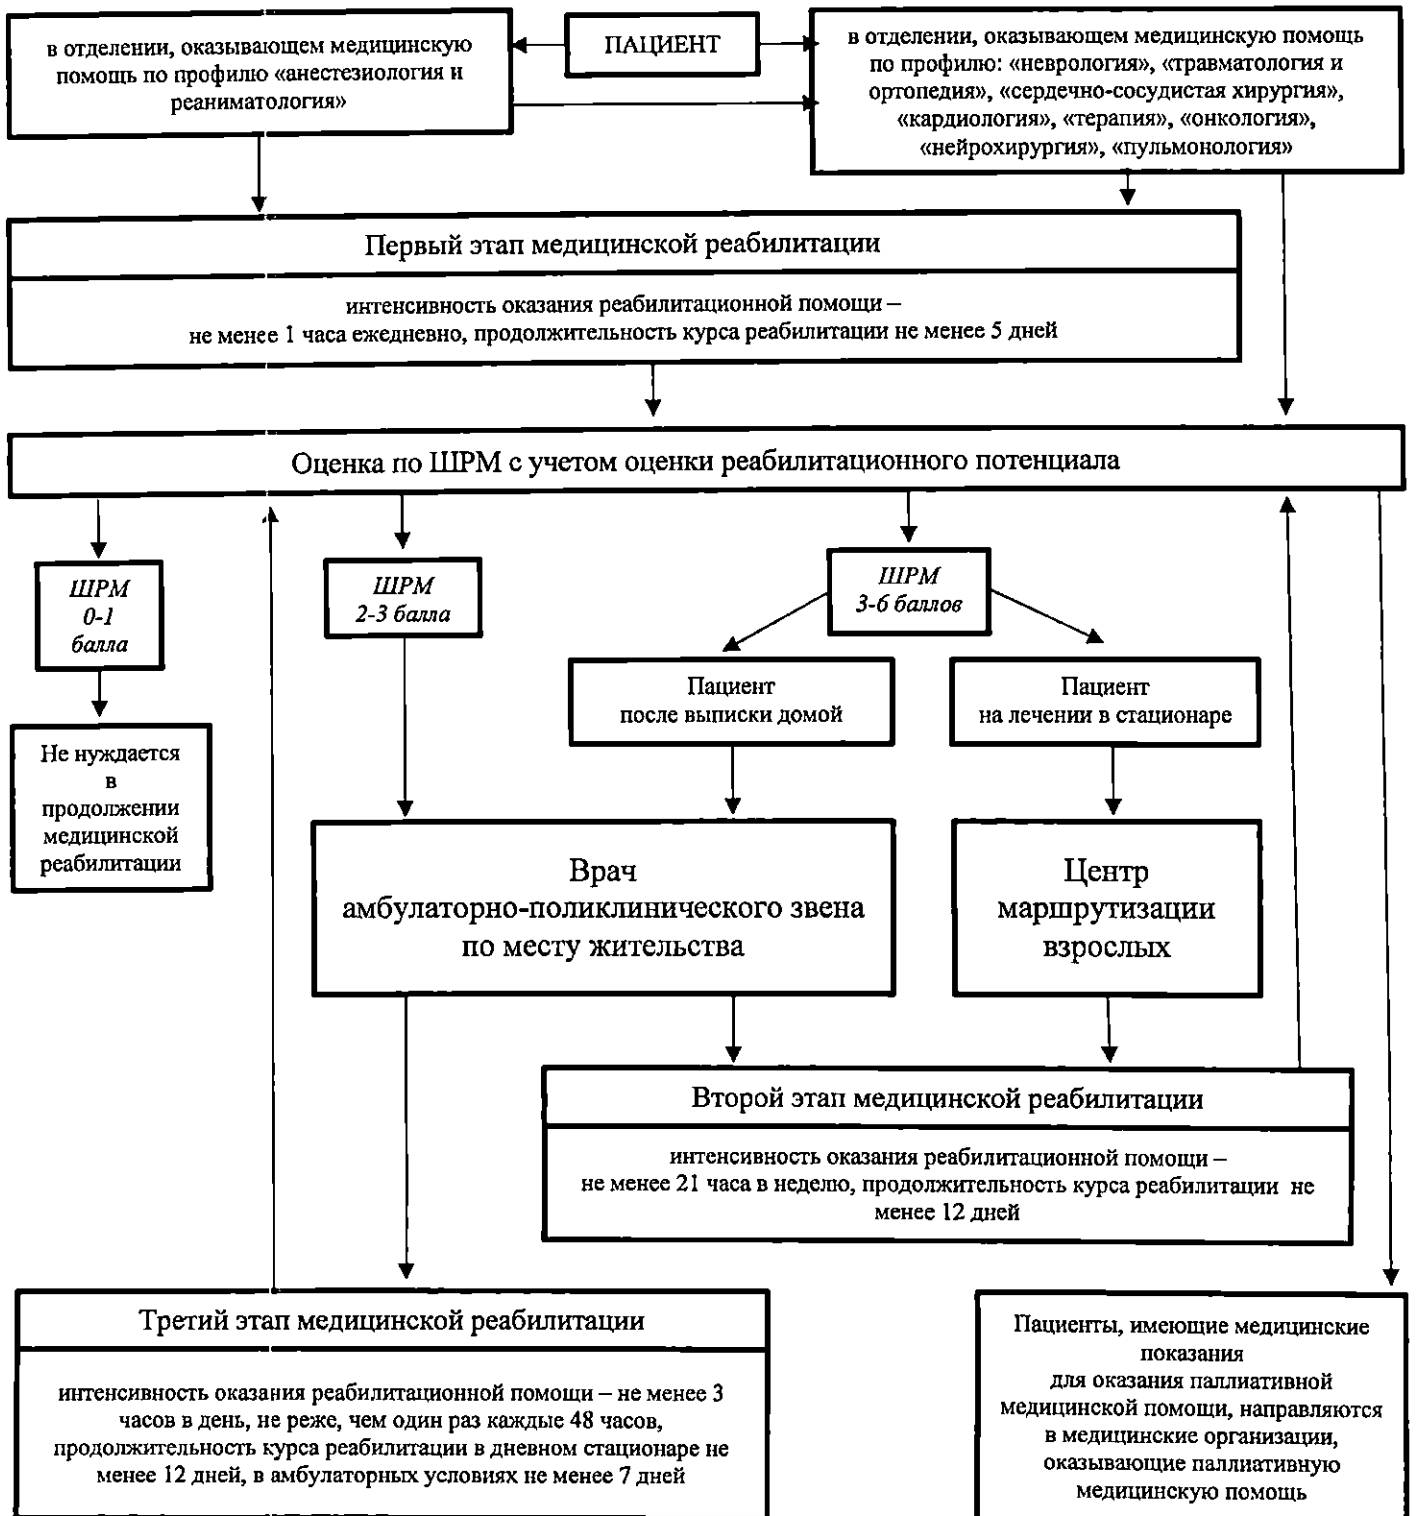 в отделении, оказывающем медицинскую
помощь по профилю «анестезиология и
реаниматология»
ПАЦИЕНТ
в отделении, оказывающем медицинскую помощь
по профилю: «неврология», «травматология и
ортопедия», «сердечно-сосудистая хирургия»,
«кардиология», «терапия», «онкология»,
«нейрохирургия», «пульмонология»
Первый этап медицинской реабилитации
интенсивность оказания реабилитационной помощи –
не менее 1 часа ежедневно, продолжительность курса реабилитации не менее 5 дней
Оценка по ШРМ с учетом оценки реабилитационного потенциала
ШРМ
0-1
балла
ШРМ
2-3 балла
ШРМ
3-6 баллов
Пациент
после выписки домой
Пациент
на лечении в стационаре
Не нуждается
в
продолжении
медицинской
реабилитации
Врач
амбулаторно-поликлинического звена
по месту жительства
Центр
маршрутизации
взрослых
Второй этап медицинской реабилитации
интенсивность оказания реабилитационной помощи –
не менее 21 часа в неделю, продолжительность курса реабилитации не
менее 12 дней
Третий этап медицинской реабилитации
интенсивность оказания реабилитационной помощи – не менее 3
часов в день, не реже, чем один раз каждые 48 часов,
продолжительность курса реабилитации в дневном стационаре не
менее 12 дней, в амбулаторных условиях не менее 7 дней
Пациенты, имеющие медицинские
показания
для оказания паллиативной
медицинской помощи, направляются
в медицинские организации,
оказывающие паллиативную
медицинскую помощь